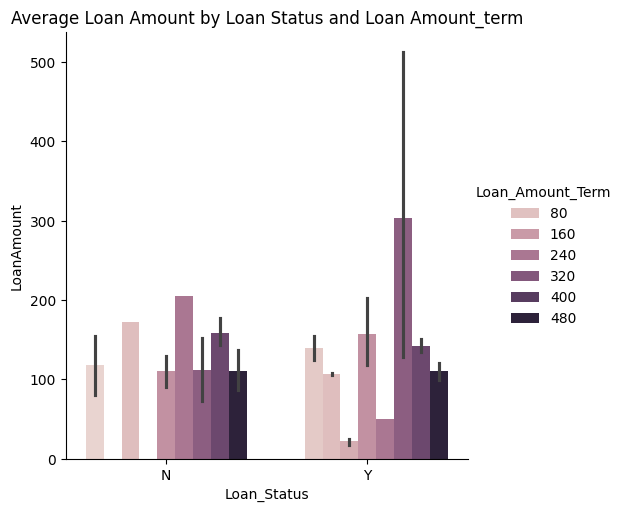 Average Loan Amount by Loan Status and Loan Amount_term
500
400
300
200
100
0
LoanAmount
N
Y
Loan_Status
Loan_Amount_Term
80
160
240
320
400
480